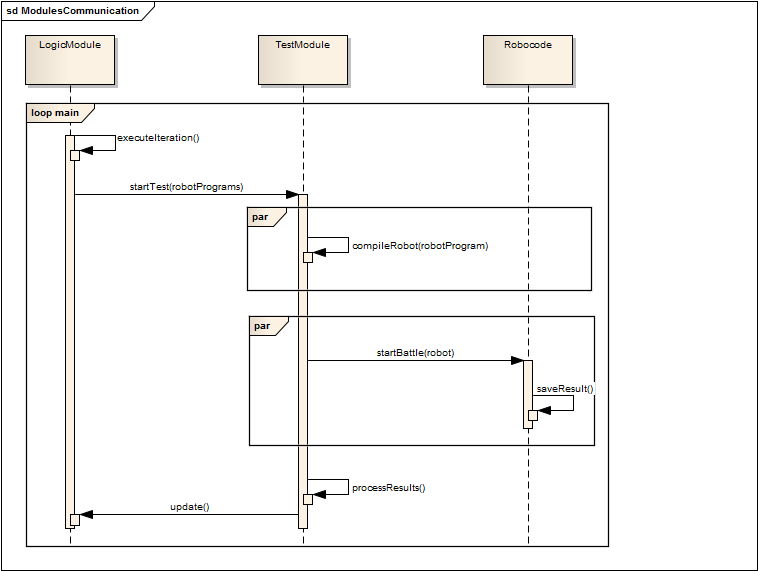 sd ModulesCommunication
LogicModule
TestModule
Robocode
loop main
executeIteration()
startTest(robotPrograms)
par
compileRobot(robotProgram)
par
startBattle(robot)
saveResult()
processResults()
update()